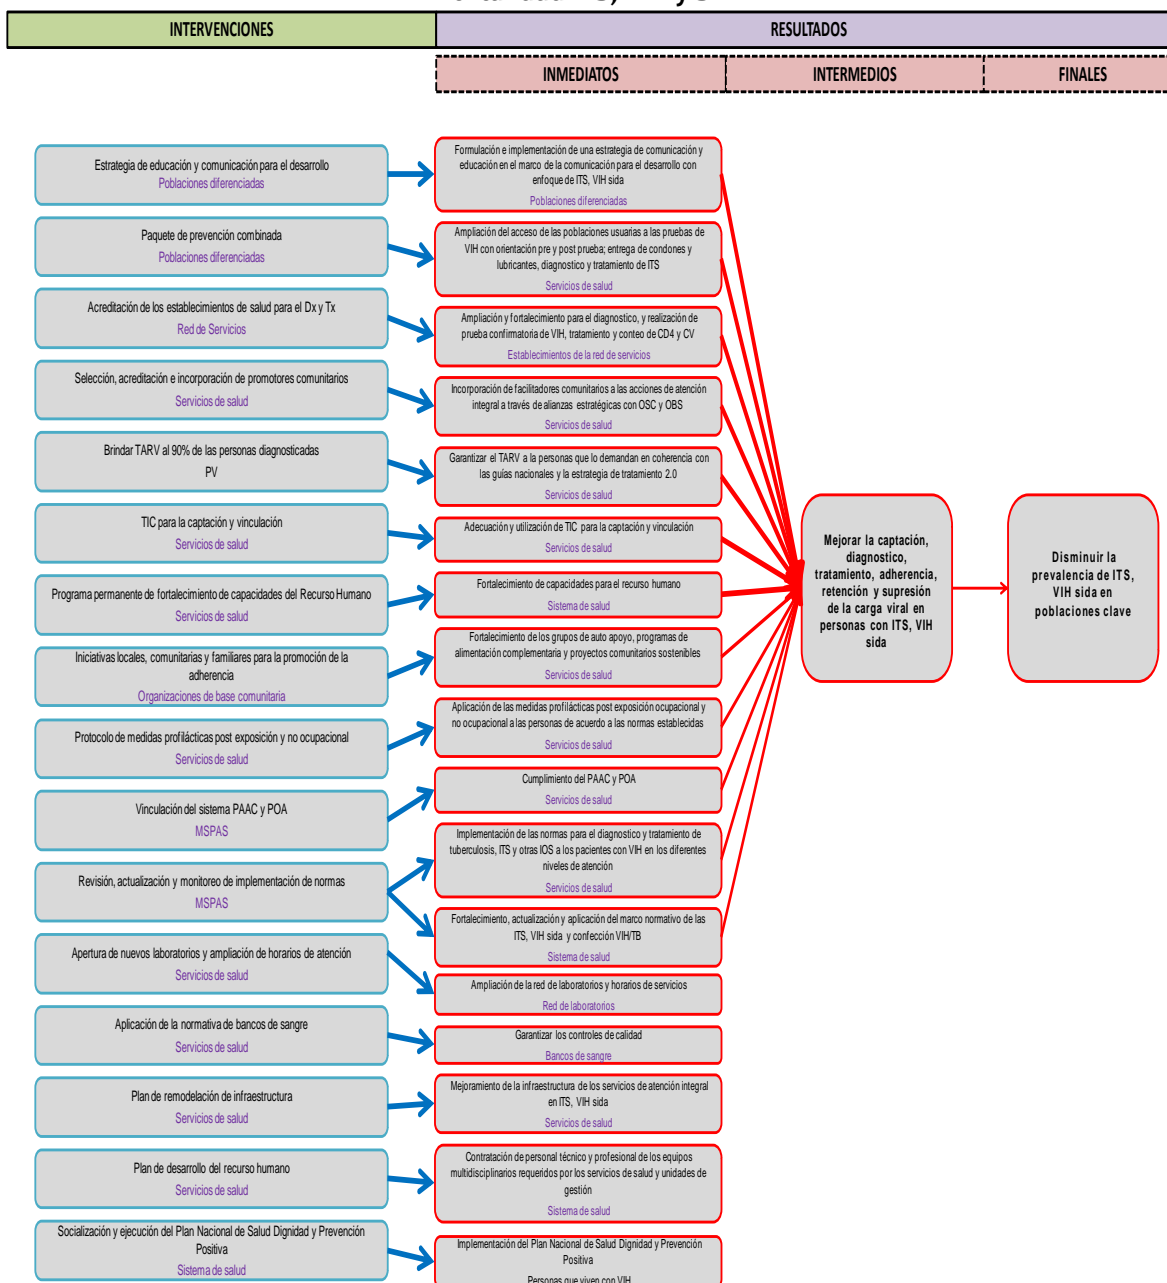 INTERVENCIONES
RESULTADOS
INMEDIATOS
INTERMEDIOS
FINALES
Estrategia de educación y comunicación para el desarrollo
Poblaciones diferenciadas
Formulación e implementación de una estrategia de comunicación y
educación en el marco de la comunicación para el desarrollo con
enfoque de ITS, VIH sida
Poblaciones diferenciadas
Paquete de prevención combinada
Poblaciones diferenciadas
Ampliación del acceso de las poblaciones usuarias a las pruebas de
VIH con orientación pre y post prueba; entrega de condones y
lubricantes, diagnostico y tratamiento de ITS
Servicios de salud
Acreditación de los establecimientos de salud para el Dx y Tx
Red de Servicios
Ampliación y fortalecimiento para el diagnostico, y realización de
prueba confirmatoria de VIH, tratamiento y conteo de CD4 y CV
Establecimientos de la red de servicios
Selección, acreditación e incorporación de promotores comunitarios
Servicios de salud
Incorporación de facilitadores comunitarios a las acciones de atención
integral a través de alianzas estratégicas con OSC y OBS
Servicios de salud
Brindar TARV al 90% de las personas diagnosticadas
PV
Garantizar el TARV a la personas que lo demandan en coherencia con
las guías nacionales y la estrategia de tratamiento 2.0
Servicios de salud
TIC para la captación y vinculación
Servicios de salud
Adecuación y utilización de TIC para la captación y vinculación
Servicios de salud
Programa permanente de fortalecimiento de capacidades del Recurso Humano
Servicios de salud
Fortalecimiento de capacidades para el recurso humano
Sistema de salud
Iniciativas locales, comunitarias y familiares para la promoción de la
adherencia
Organizaciones de base comunitaria
Fortalecimiento de los grupos de auto apoyo, programas de
alimentación complementaria y proyectos comunitarios sostenibles
Servicios de salud
Protocolo de medidas profilácticas post exposición y no ocupacional
Servicios de salud
Aplicación de las medidas profilácticas post exposición ocupacional y
no ocupacional a las personas de acuerdo a las normas establecidas
Servicios de salud
Vinculación del sistema PAAC y POA
MSPAS
Cumplimiento del PAAC y POA
Servicios de salud
Revisión, actualización y monitoreo de implementación de normas
MSPAS
Implementación de las normas para el diagnostico y tratamiento de
tuberculosis, ITS y otras IOS a los pacientes con VIH en los diferentes
niveles de atención
Servicios de salud
Fortalecimiento, actualización y aplicación del marco normativo de las
ITS, VIH sida y confección VIH/TB
Sistema de salud
Apertura de nuevos laboratorios y ampliación de horarios de atención
Servicios de salud
Ampliación de la red de laboratorios y horarios de servicios
Red de laboratorios
Aplicación de la normativa de bancos de sangre
Servicios de salud
Garantizar los controles de calidad
Bancos de sangre
Plan de remodelación de infraestructura
Servicios de salud
Mejoramiento de la infraestructura de los servicios de atención integral
en ITS, VIH sida
Servicios de salud
Plan de desarrollo del recurso humano
Servicios de salud
Contratación de personal técnico y profesional de los equipos
multidisciplinarios requeridos por los servicios de salud y unidades de
gestión
Sistema de salud
Socialización y ejecución del Plan Nacional de Salud Dignidad y Prevención
Positiva
Sistema de salud
Implementación del Plan Nacional de Salud Dignidad y Prevención
Positiva
Personas que viven con VIH
Mejorar la captación,
diagnostico,
tratamiento, adherencia,
retención y supresión
de la carga viral en
personas con ITS, VIH
sida
Disminuir la
prevalencia de ITS,
VIH sida en
poblaciones clave